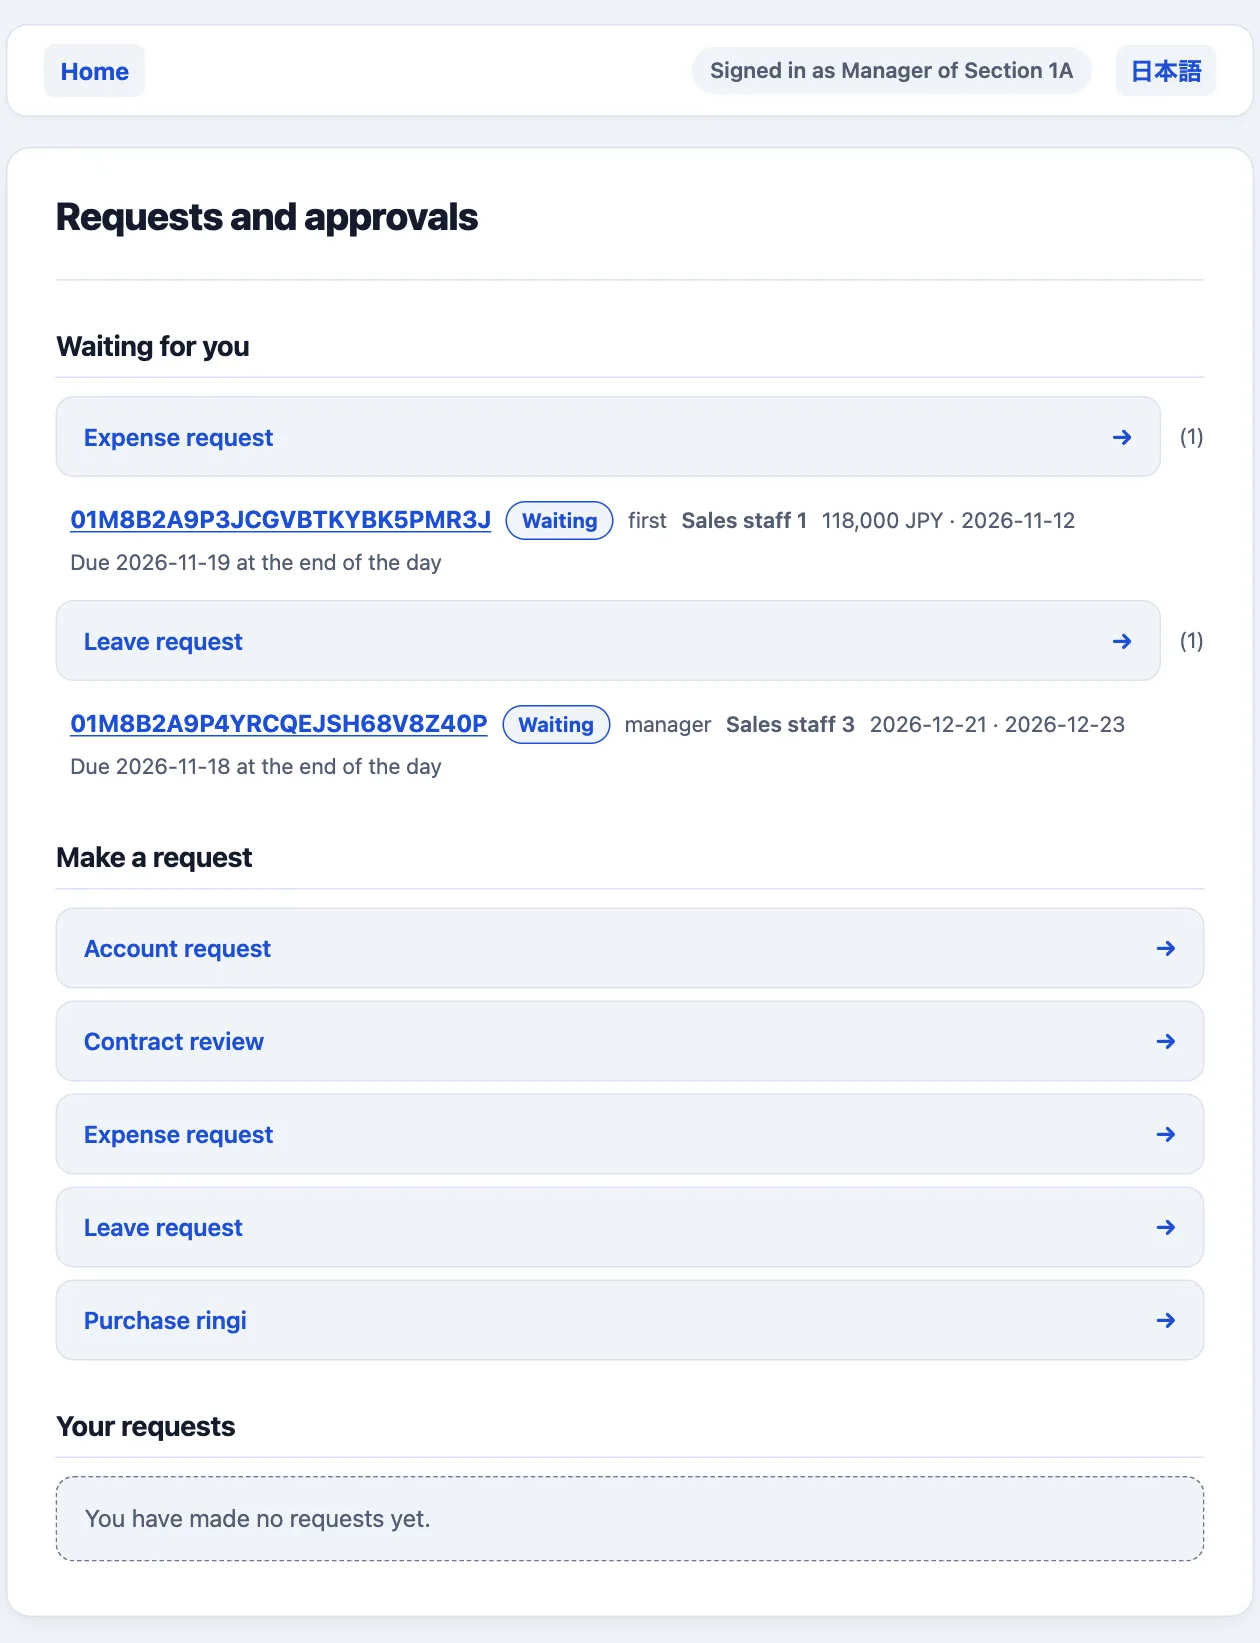 Home
Signed in as Manager of Section 1A
日本語
Requests and approvals
Waiting for you
Expense request → (1)
01M8B2A9P3JCGVBTKYBK5PMR3J Waiting first Sales staff 1 118,000 JPY · 2026-11-12
Due 2026-11-19 at the end of the day
Leave request → (1)
01M8B2A9P4YRCQEJSH68V8Z40P Waiting manager Sales staff 3 2026-12-21 · 2026-12-23
Due 2026-11-18 at the end of the day
Make a request
Account request →
Contract review →
Expense request →
Leave request →
Purchase ringi →
Your requests
You have made no requests yet.